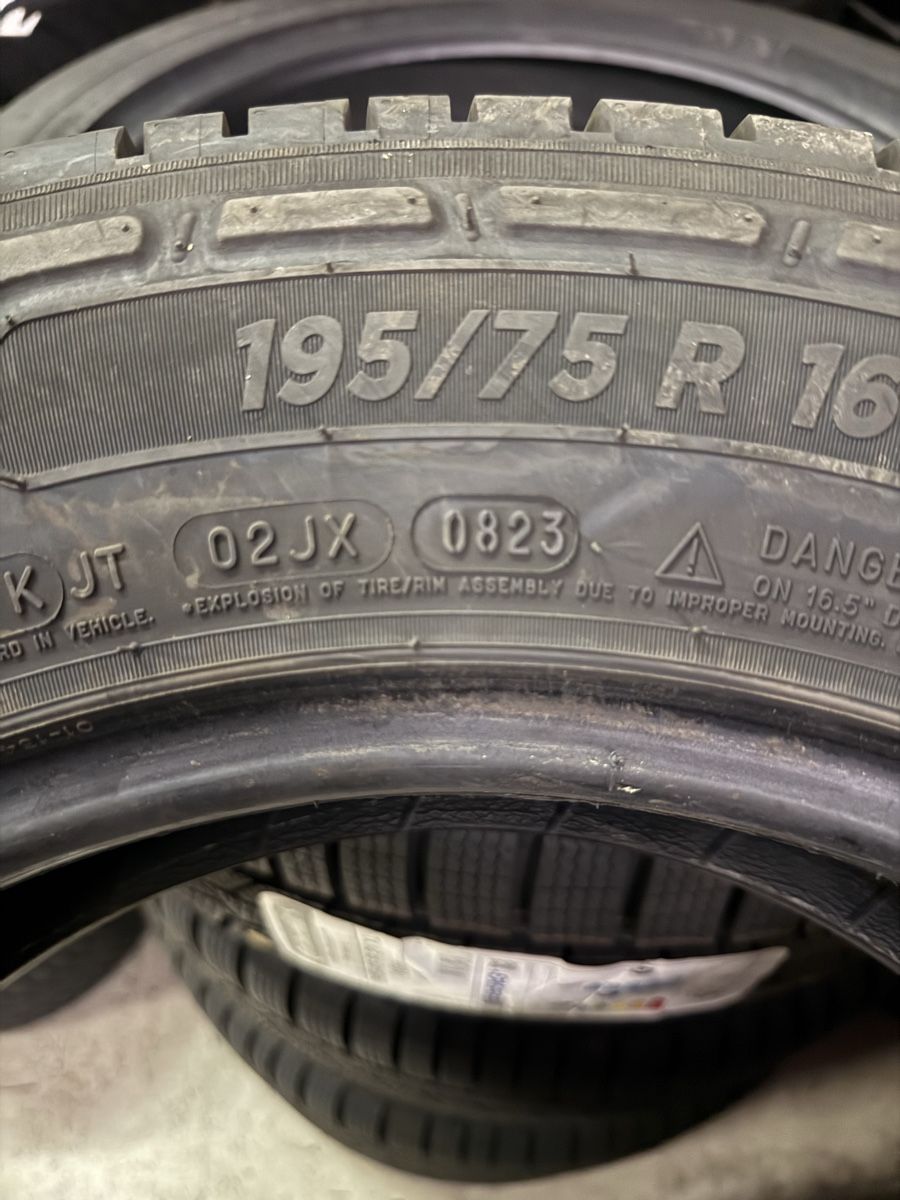 195/75 R 16
K JT 02JX 0823 DANGE
ON 16.5" D
RD IN VEHICLE. •EXPLOSION OF TIRE/RIM ASSEMBLY DUE TO IMPROPER MOUNTING.